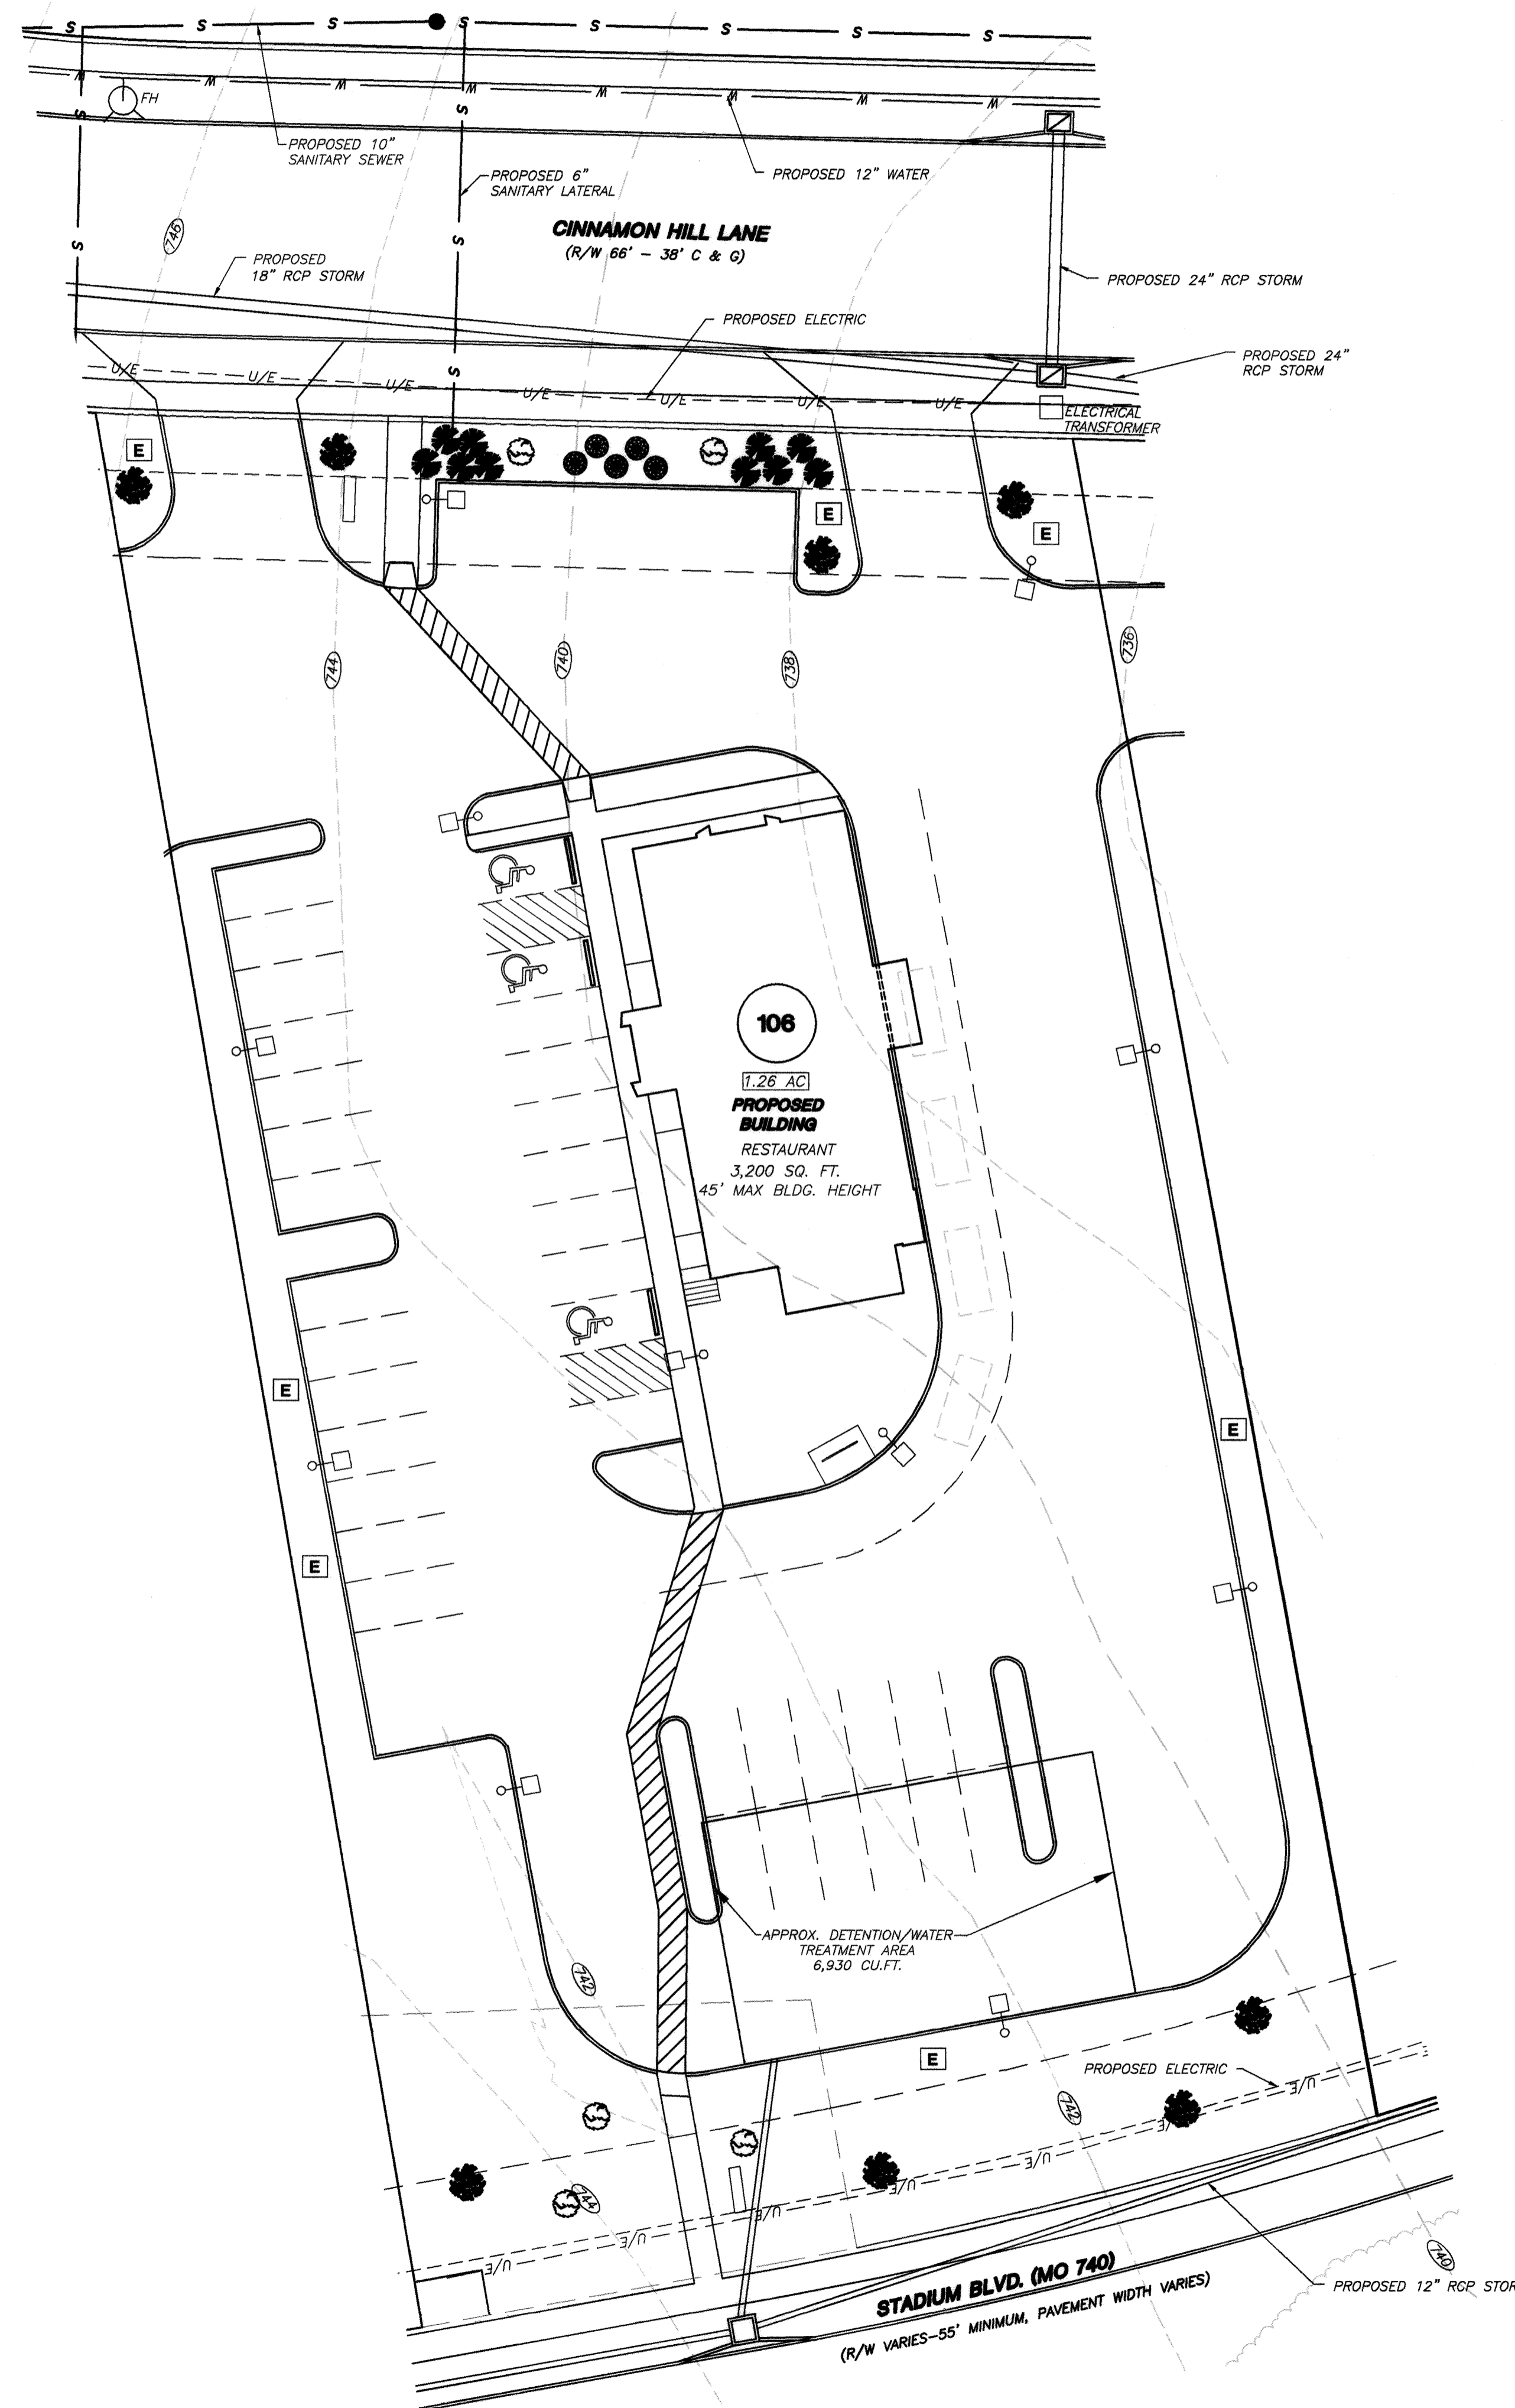 S S S S S S S S
W W W W W W W W
FH
S S
PROPOSED 10"
SANITARY SEWER
PROPOSED 6"
SANITARY LATERAL
PROPOSED 12" WATER
746
S S
CINNAMON HILL LANE
(R/W 66' - 38' C & G)
PROPOSED
18" RCP STORM
PROPOSED 24" RCP STORM
PROPOSED ELECTRIC
PROPOSED 24"
RCP STORM
S
U/E U/E U/E U/E U/E U/E U/E
ELECTRICAL
TRANSFORMER
E
E
E
744
740
738
736
106
1.26 AC
PROPOSED
BUILDING
RESTAURANT
3,200 SQ. FT.
45' MAX BLDG. HEIGHT
E
E
E
APPROX. DETENTION/WATER
TREATMENT AREA
6,930 CU.FT.
742
E
PROPOSED ELECTRIC
742
744
U/E U/E U/E U/E U/E U/E U/E
740
STADIUM BLVD. (MO 740)
(R/W VARIES-55' MINIMUM, PAVEMENT WIDTH VARIES)
PROPOSED 12" RCP STOR